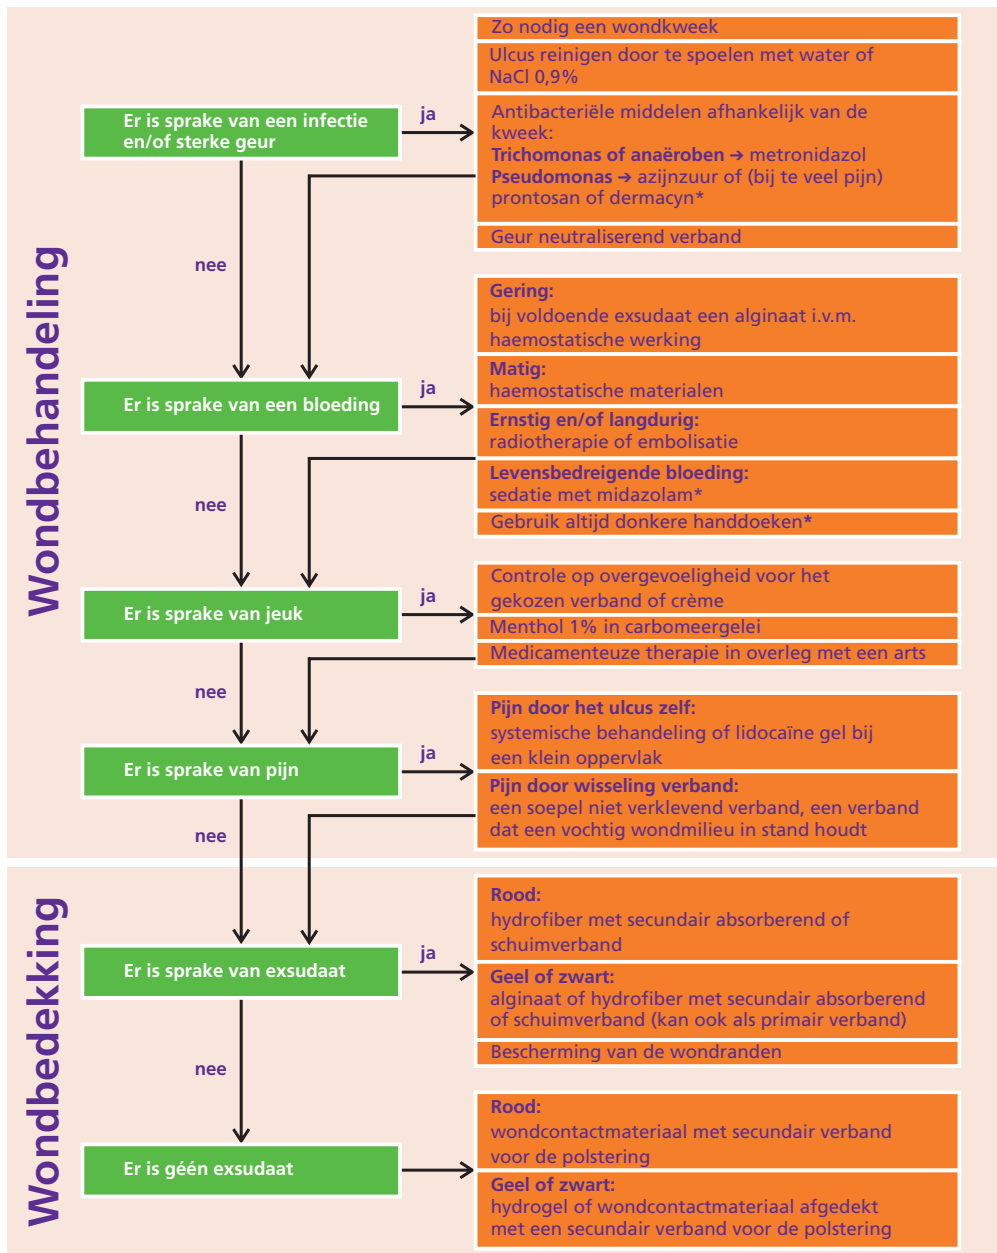 Wondbehandeling
Er is sprake van een infectie
en/of sterke geur
ja
nee
Zo nodig een wondkweek
Ulcus reinigen door te spoelen met water of
NaCl 0,9%
Antibacteriële middelen afhankelijk van de
kweek:
Trichomonas of anaëroben ➔ metronidazol
Pseudomonas ➔ azijnzuur of (bij te veel pijn)
prontosan of dermacyn*
Geur neutraliserend verband
Er is sprake van een bloeding
ja
nee
Gering:
bij voldoende exsudaat een alginaat i.v.m.
haemostatische werking
Matig:
haemostatische materialen
Ernstig en/of langdurig:
radiotherapie of embolisatie
Levensbedreigende bloeding:
sedatie met midazolam*
Gebruik altijd donkere handdoeken*
Er is sprake van jeuk
ja
nee
Controle op overgevoeligheid voor het
gekozen verband of crème
Menthol 1% in carbomeergelei
Medicamenteuze therapie in overleg met een arts
Er is sprake van pijn
ja
nee
Pijn door het ulcus zelf:
systemische behandeling of lidocaïne gel bij
een klein oppervlak
Pijn door wisseling verband:
een soepel niet verklevend verband, een verband
dat een vochtig wondmilieu in stand houdt
Wondbedekking
Er is sprake van exsudaat
ja
nee
Rood:
hydrofiber met secundair absorberend of
schuimverband
Geel of zwart:
alginaat of hydrofiber met secundair absorberend
of schuimverband (kan ook als primair verband)
Bescherming van de wondranden
Er is géén exsudaat
Rood:
wondcontactmateriaal met secundair verband
voor de polstering
Geel of zwart:
hydrogel of wondcontactmateriaal afgedekt
met een secundair verband voor de polstering